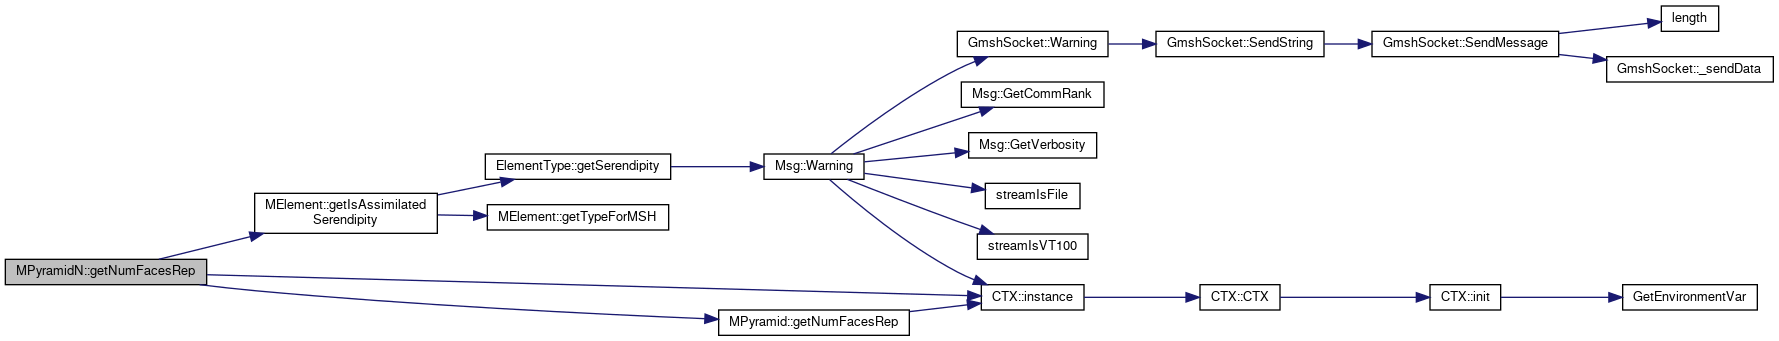 length
GmshSocket::Warning
GmshSocket::SendString
GmshSocket::SendMessage
GmshSocket::_sendData
Msg::GetCommRank
Msg::GetVerbosity
ElementType::getSerendipity
Msg::Warning
streamIsFile
MElement::getIsAssimilated
Serendipity
MElement::getTypeForMSH
streamIsVT100
MPyramidN::getNumFacesRep
CTX::instance
CTX::CTX
CTX::init
GetEnvironmentVar
MPyramid::getNumFacesRep